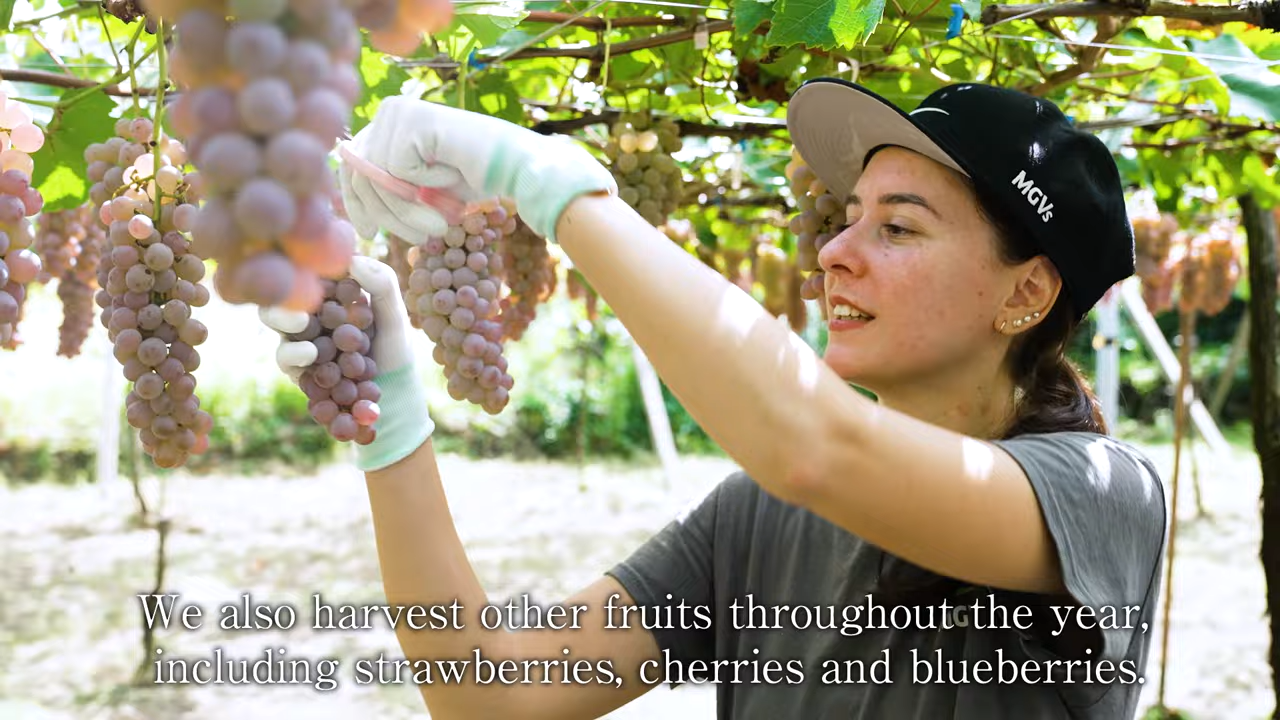 MGVs
We also harvest other fruits throughout the year,
including strawberries, cherries and blueberries.